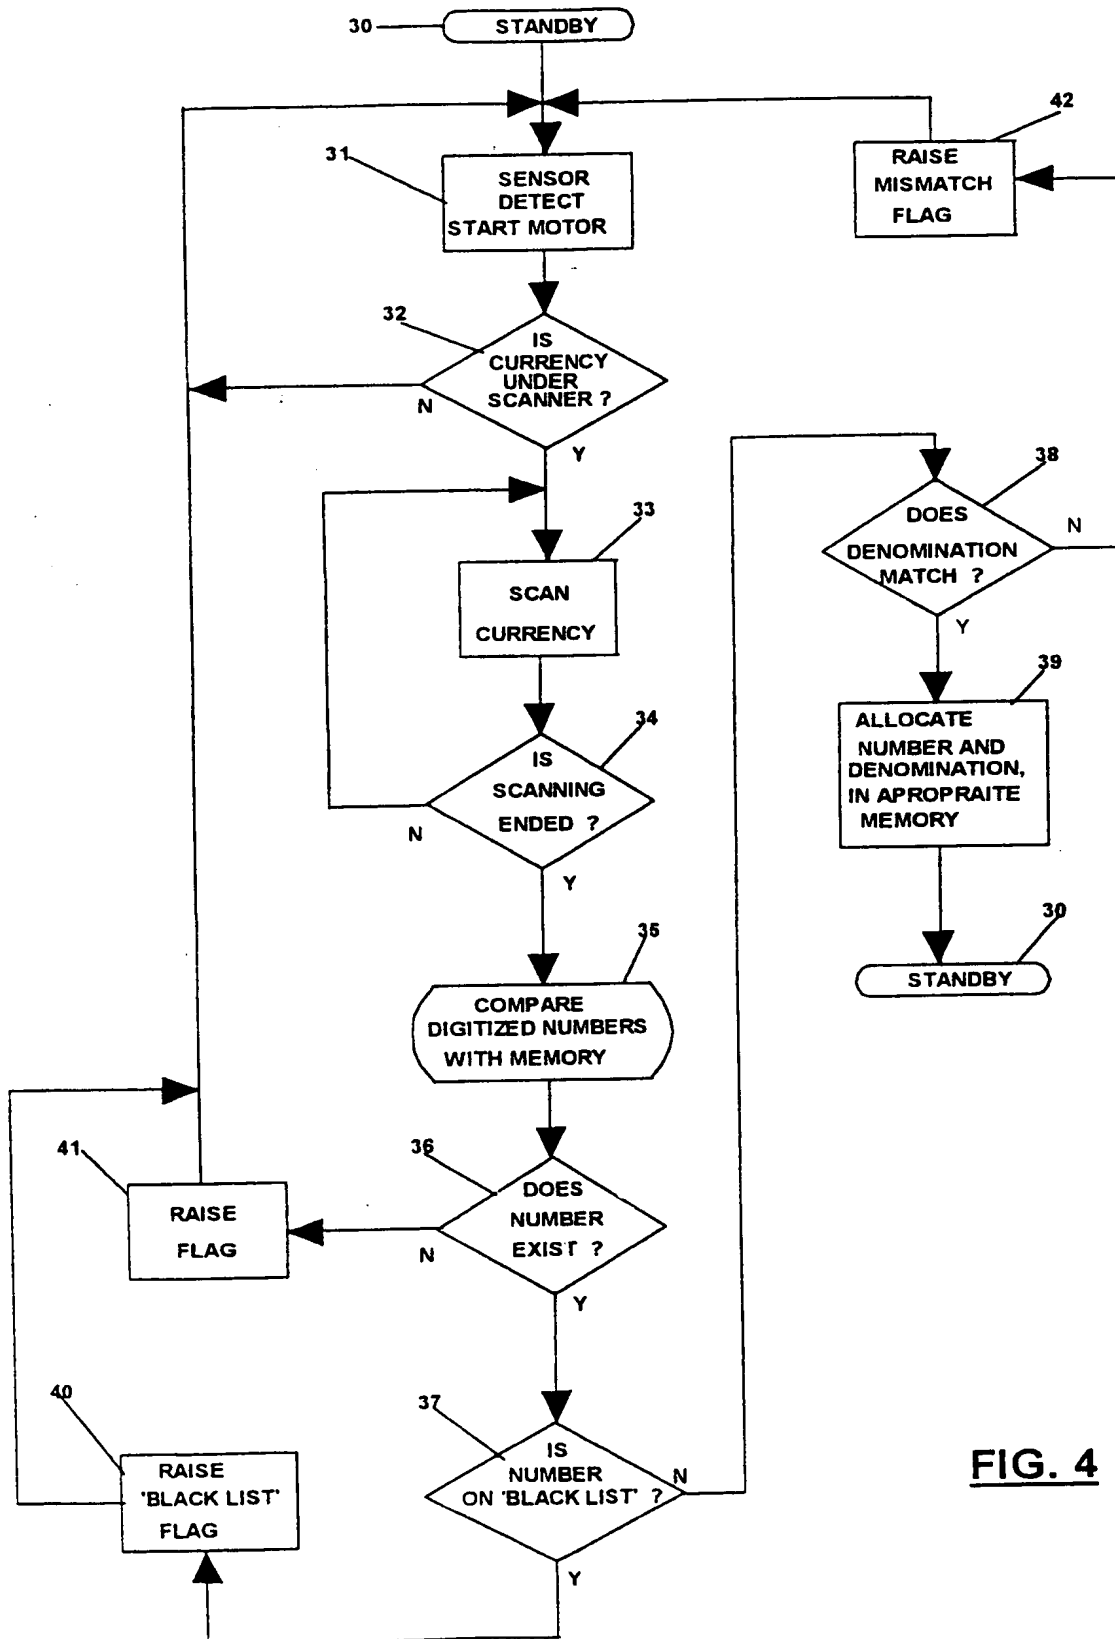 30
STANDBY
42
31
SENSOR
DETECT
START MOTOR
RAISE
MISMATCH
FLAG
32
IS
CURRENCY
UNDER
SCANNER ?
N
Y
33
SCAN
CURRENCY
34
IS
SCANNING
ENDED ?
N
Y
35
COMPARE
DIGITIZED NUMBERS
WITH MEMORY
36
DOES
NUMBER
EXIST ?
N
Y
41
RAISE
FLAG
37
IS
NUMBER
ON 'BLACK LIST' ?
N
Y
40
RAISE
'BLACK LIST'
FLAG
38
DOES
DENOMINATION
MATCH ?
N
Y
39
ALLOCATE
NUMBER AND
DENOMINATION,
IN APROPRAITE
MEMORY
30
STANDBY
FIG. 4